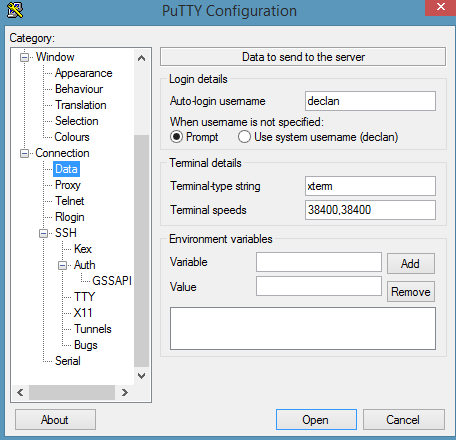 PuTTY Configuration
Category:
Window
Appearance
Behaviour
Translation
Selection
Colours
Connection
Data
Proxy
Telnet
Rlogin
SSH
Kex
Auth
GSSAPI
TTY
X11
Tunnels
Bugs
Serial
Data to send to the server
Login details
Auto-login username declan
When username is not specified:
Prompt Use system username (declan)
Terminal details
Terminal-type string xterm
Terminal speeds 38400,38400
Environment variables
Variable Add
Value Remove
About Open Cancel